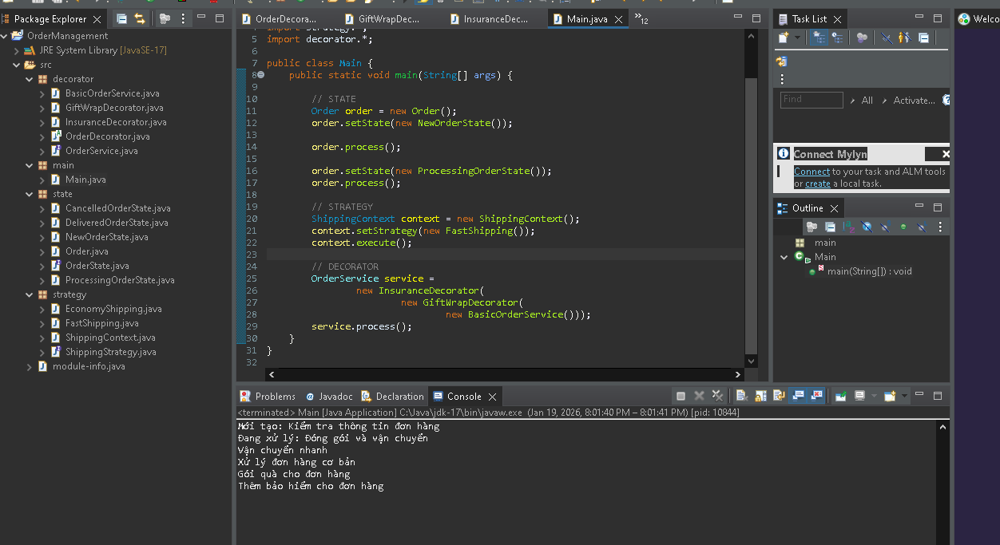 Package Explorer
OrderManagement
JRE System Library [JavaSE-17]
src
decorator
BasicOrderService.java
GiftWrapDecorator.java
InsuranceDecorator.java
OrderDecorator.java
OrderService.java
main
Main.java
state
CancelledOrderState.java
DeliveredOrderState.java
NewOrderState.java
Order.java
OrderState.java
ProcessingOrderState.java
strategy
EconomyShipping.java
FastShipping.java
ShippingContext.java
ShippingStrategy.java
module-info.java
OrderDecora... GiftWrapDec... InsuranceDec... Main.java 12
5 import decorator.*;
6
7 public class Main {
8 public static void main(String[] args) {
9
10 // STATE
11 Order order = new Order();
12 order.setState(new NewOrderState());
13
14 order.process();
15
16 order.setState(new ProcessingOrderState());
17 order.process();
18
19 // STRATEGY
20 ShippingContext context = new ShippingContext();
21 context.setStrategy(new FastShipping());
22 context.execute();
23
24 // DECORATOR
25 OrderService service =
26 new InsuranceDecorator(
27 new GiftWrapDecorator(
28 new BasicOrderService()));
29 service.process();
30 }
31 }
32
Problems Javadoc Declaration Console
<terminated> Main [Java Application] C:\Java\jdk-17\bin\javaw.exe (Jan 19, 2026, 8:01:40 PM – 8:01:41 PM) [pid: 10844]
Mới tạo: Kiểm tra thông tin đơn hàng
Đang xử lý: Đóng gói và vận chuyển
Vận chuyển nhanh
Xử lý đơn hàng cơ bản
Gói quà cho đơn hàng
Thêm bảo hiểm cho đơn hàng
Task List
Find All Activate...
Connect Mylyn
Connect to your task and ALM tools
or create a local task.
Outline
main
Main
main(String[]) : void
Welco